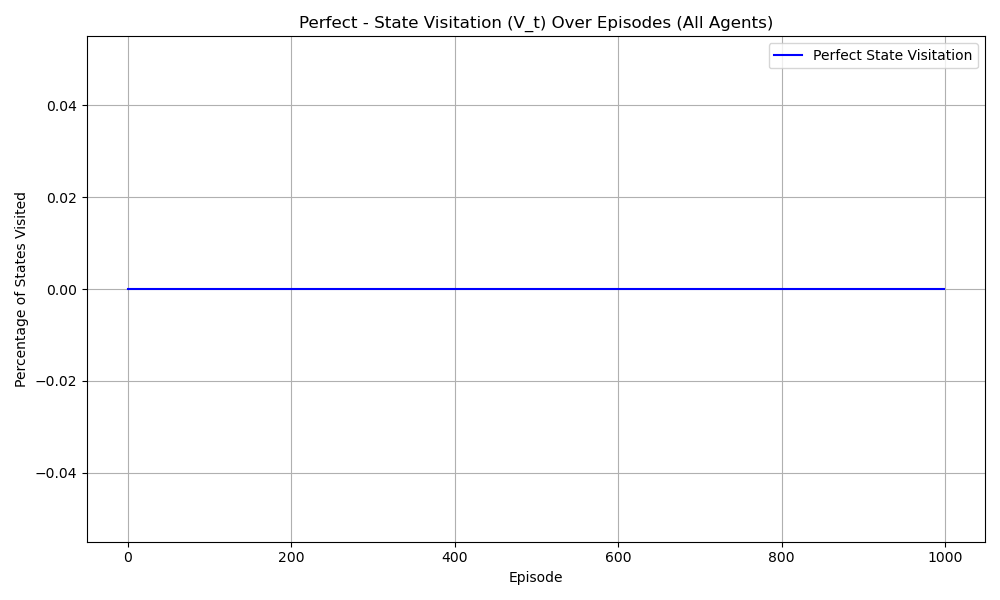 Perfect - State Visitation (V_t) Over Episodes (All Agents)
Perfect State Visitation
Percentage of States Visited
0.04
0.02
0.00
−0.02
−0.04
0 200 400 600 800 1000
Episode